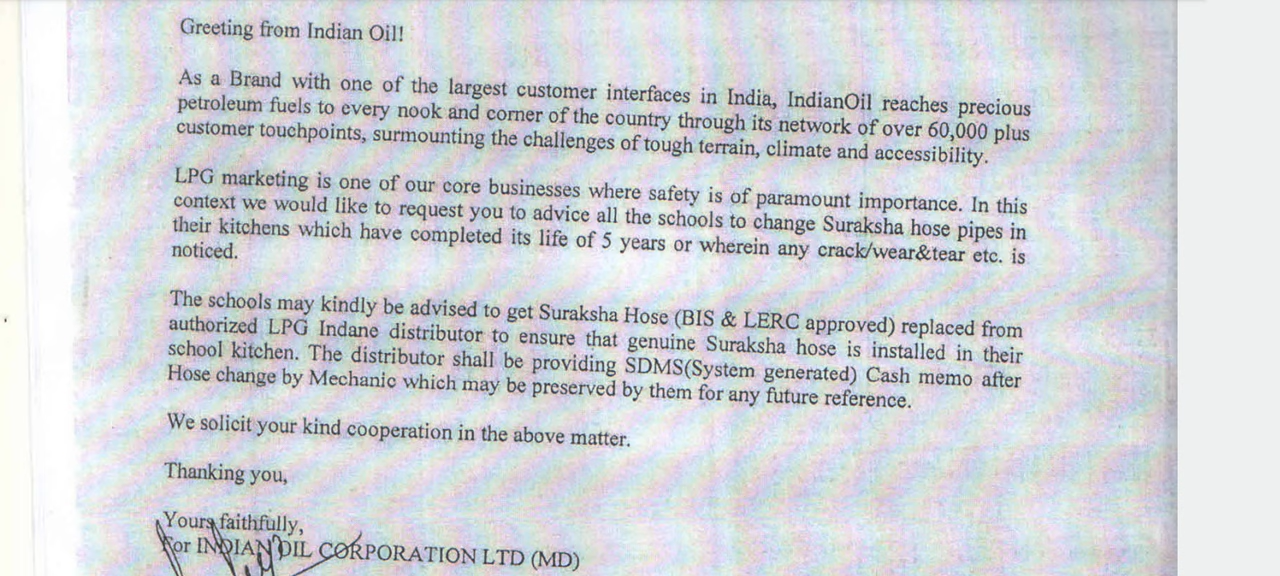 Greeting from Indian Oil!
As a Brand with one of the largest customer interfaces in India, IndianOil reaches precious
petroleum fuels to every nook and corner of the country through its network of over 60,000 plus
customer touchpoints, surmounting the challenges of tough terrain, climate and accessibility.
LPG marketing is one of our core businesses where safety is of paramount importance. In this
context we would like to request you to advice all the schools to change Suraksha hose pipes in
their kitchens which have completed its life of 5 years or wherein any crack/wear&tear etc. is
noticed.
The schools may kindly be advised to get Suraksha Hose (BIS & LERC approved) replaced from
authorized LPG Indane distributor to ensure that genuine Suraksha hose is installed in their
school kitchen. The distributor shall be providing SDMS(System generated) Cash memo after
Hose change by Mechanic which may be preserved by them for any future reference.
We solicit your kind cooperation in the above matter.
Thanking you,
Yours faithfully,
For INDIAN OIL CORPORATION LTD (MD)